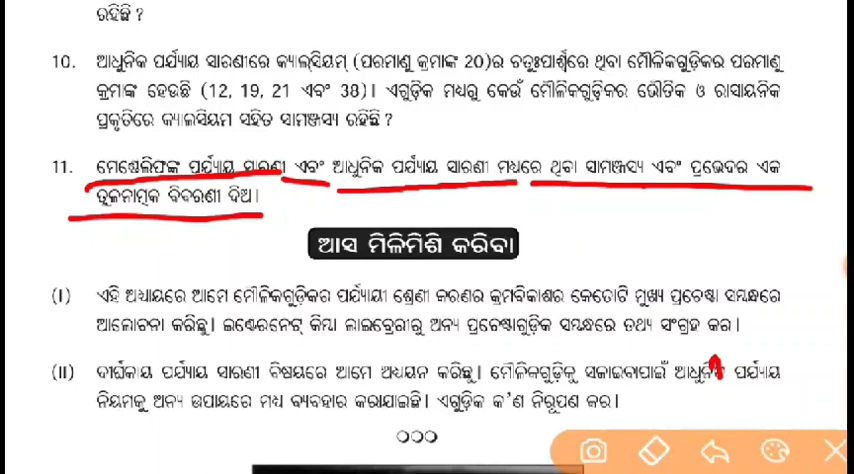 ରହିଛି ?
10. ଆଧୁନିକ ପର୍ଯ୍ୟାୟ ସାରଣୀରେ କ୍ୟାଲ୍‌ସିୟମ୍ (ପରମାଣୁ କ୍ରମାଙ୍କ 20)ର ଚତୁଃପାର୍ଶ୍ୱରେ ଥିବା ମୌଳିକଗୁଡ଼ିକର ପରମାଣୁ
କ୍ରମାଙ୍କ ହେଉଛି (12, 19, 21 ଏବଂ 38)। ଏଗୁଡ଼ିକ ମଧ୍ୟରୁ କେଉଁ ମୌଳିକଗୁଡ଼ିକର ଭୌତିକ ଓ ରାସାୟନିକ
ପ୍ରକୃତିରେ କ୍ୟାଲସିୟମ ସହିତ ସାମଞ୍ଜସ୍ୟ ରହିଛି ?
11. ମେଣ୍ଡେଲିଫଙ୍କ ପର୍ଯ୍ୟାୟ ସାରଣୀ ଏବଂ ଆଧୁନିକ ପର୍ଯ୍ୟାୟ ସାରଣୀ ମଧ୍ୟରେ ଥିବା ସାମଞ୍ଜସ୍ୟ ଏବଂ ପ୍ରଭେଦର ଏକ
ତୁଳନାତ୍ମକ ବିବରଣୀ ଦିଅ।
ଆସ ମିଳିମିଶି କରିବା
(I) ଏହି ଅଧ୍ୟାୟରେ ଆମେ ମୌଳିକଗୁଡ଼ିକର ପର୍ଯ୍ୟାୟୀ ଶ୍ରେଣୀ କରଣର କ୍ରମବିକାଶର କେତୋଟି ମୁଖ୍ୟ ପ୍ରଚେଷ୍ଟା ସମ୍ବନ୍ଧରେ
ଆଲୋଚନା କରିଛୁ। ଇଣ୍ଟେରନେଟ୍ କିମ୍ବା ଲାଇବ୍ରେରୀରୁ ଅନ୍ୟ ପ୍ରଚେଷ୍ଟାଗୁଡ଼ିକ ସମ୍ବନ୍ଧରେ ତଥ୍ୟ ସଂଗ୍ରହ କର।
(II) ଦୀର୍ଘକାୟ ପର୍ଯ୍ୟାୟ ସାରଣୀ ବିଷୟରେ ଆମେ ଅଧ୍ୟୟନ କରିଛୁ। ମୌଳିକଗୁଡ଼ିକୁ ସଜାଇବାପାଇଁ ଆଧୁନିକ ପର୍ଯ୍ୟାୟ
ନିୟମକୁ ଅନ୍ୟ ଉପାୟରେ ମଧ୍ୟ ବ୍ୟବହାର କରାଯାଇଛି। ଏଗୁଡ଼ିକ କ'ଣ ନିରୂପଣ କର।